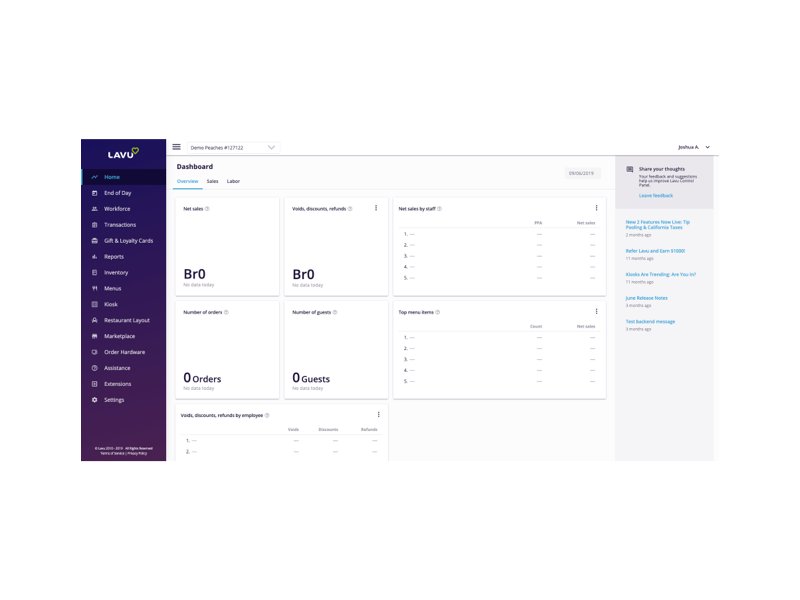 LAVU
Home
End of Day
Workforce
Transactions
Gift & Loyalty Cards
Reports
Inventory
Menus
Kiosk
Restaurant Layout
Marketplace
Order Hardware
Assistance
Extensions
Settings
© Lavu 2010 - 2019 All Rights Reserved
Terms of Service | Privacy Policy
Demo Peaches #127122
Joshua A.
Dashboard
09/06/2019
Overview Sales Labor
Net sales
Br0
No data today
Voids, discounts, refunds
Br0
No data today
Net sales by staff
PPA Net sales
1. — — —
2. — — —
3. — — —
4. — — —
5. — — —
Number of orders
0 Orders
No data today
Number of guests
0 Guests
No data today
Top menu items
Count Net sales
1. — — —
2. — — —
3. — — —
4. — — —
5. — — —
Voids, discounts, refunds by employee
Voids Discounts Refunds
1. — — — —
2. — — — —
Share your thoughts
Your feedback and suggestions
help us improve Lavu Control
Panel.
Leave feedback
New 2 Features Now Live: Tip
Pooling & California Taxes
2 months ago
Refer Lavu and Earn $1000!
11 months ago
Kiosks Are Trending: Are You In?
11 months ago
June Release Notes
3 months ago
Test backend message
3 months ago